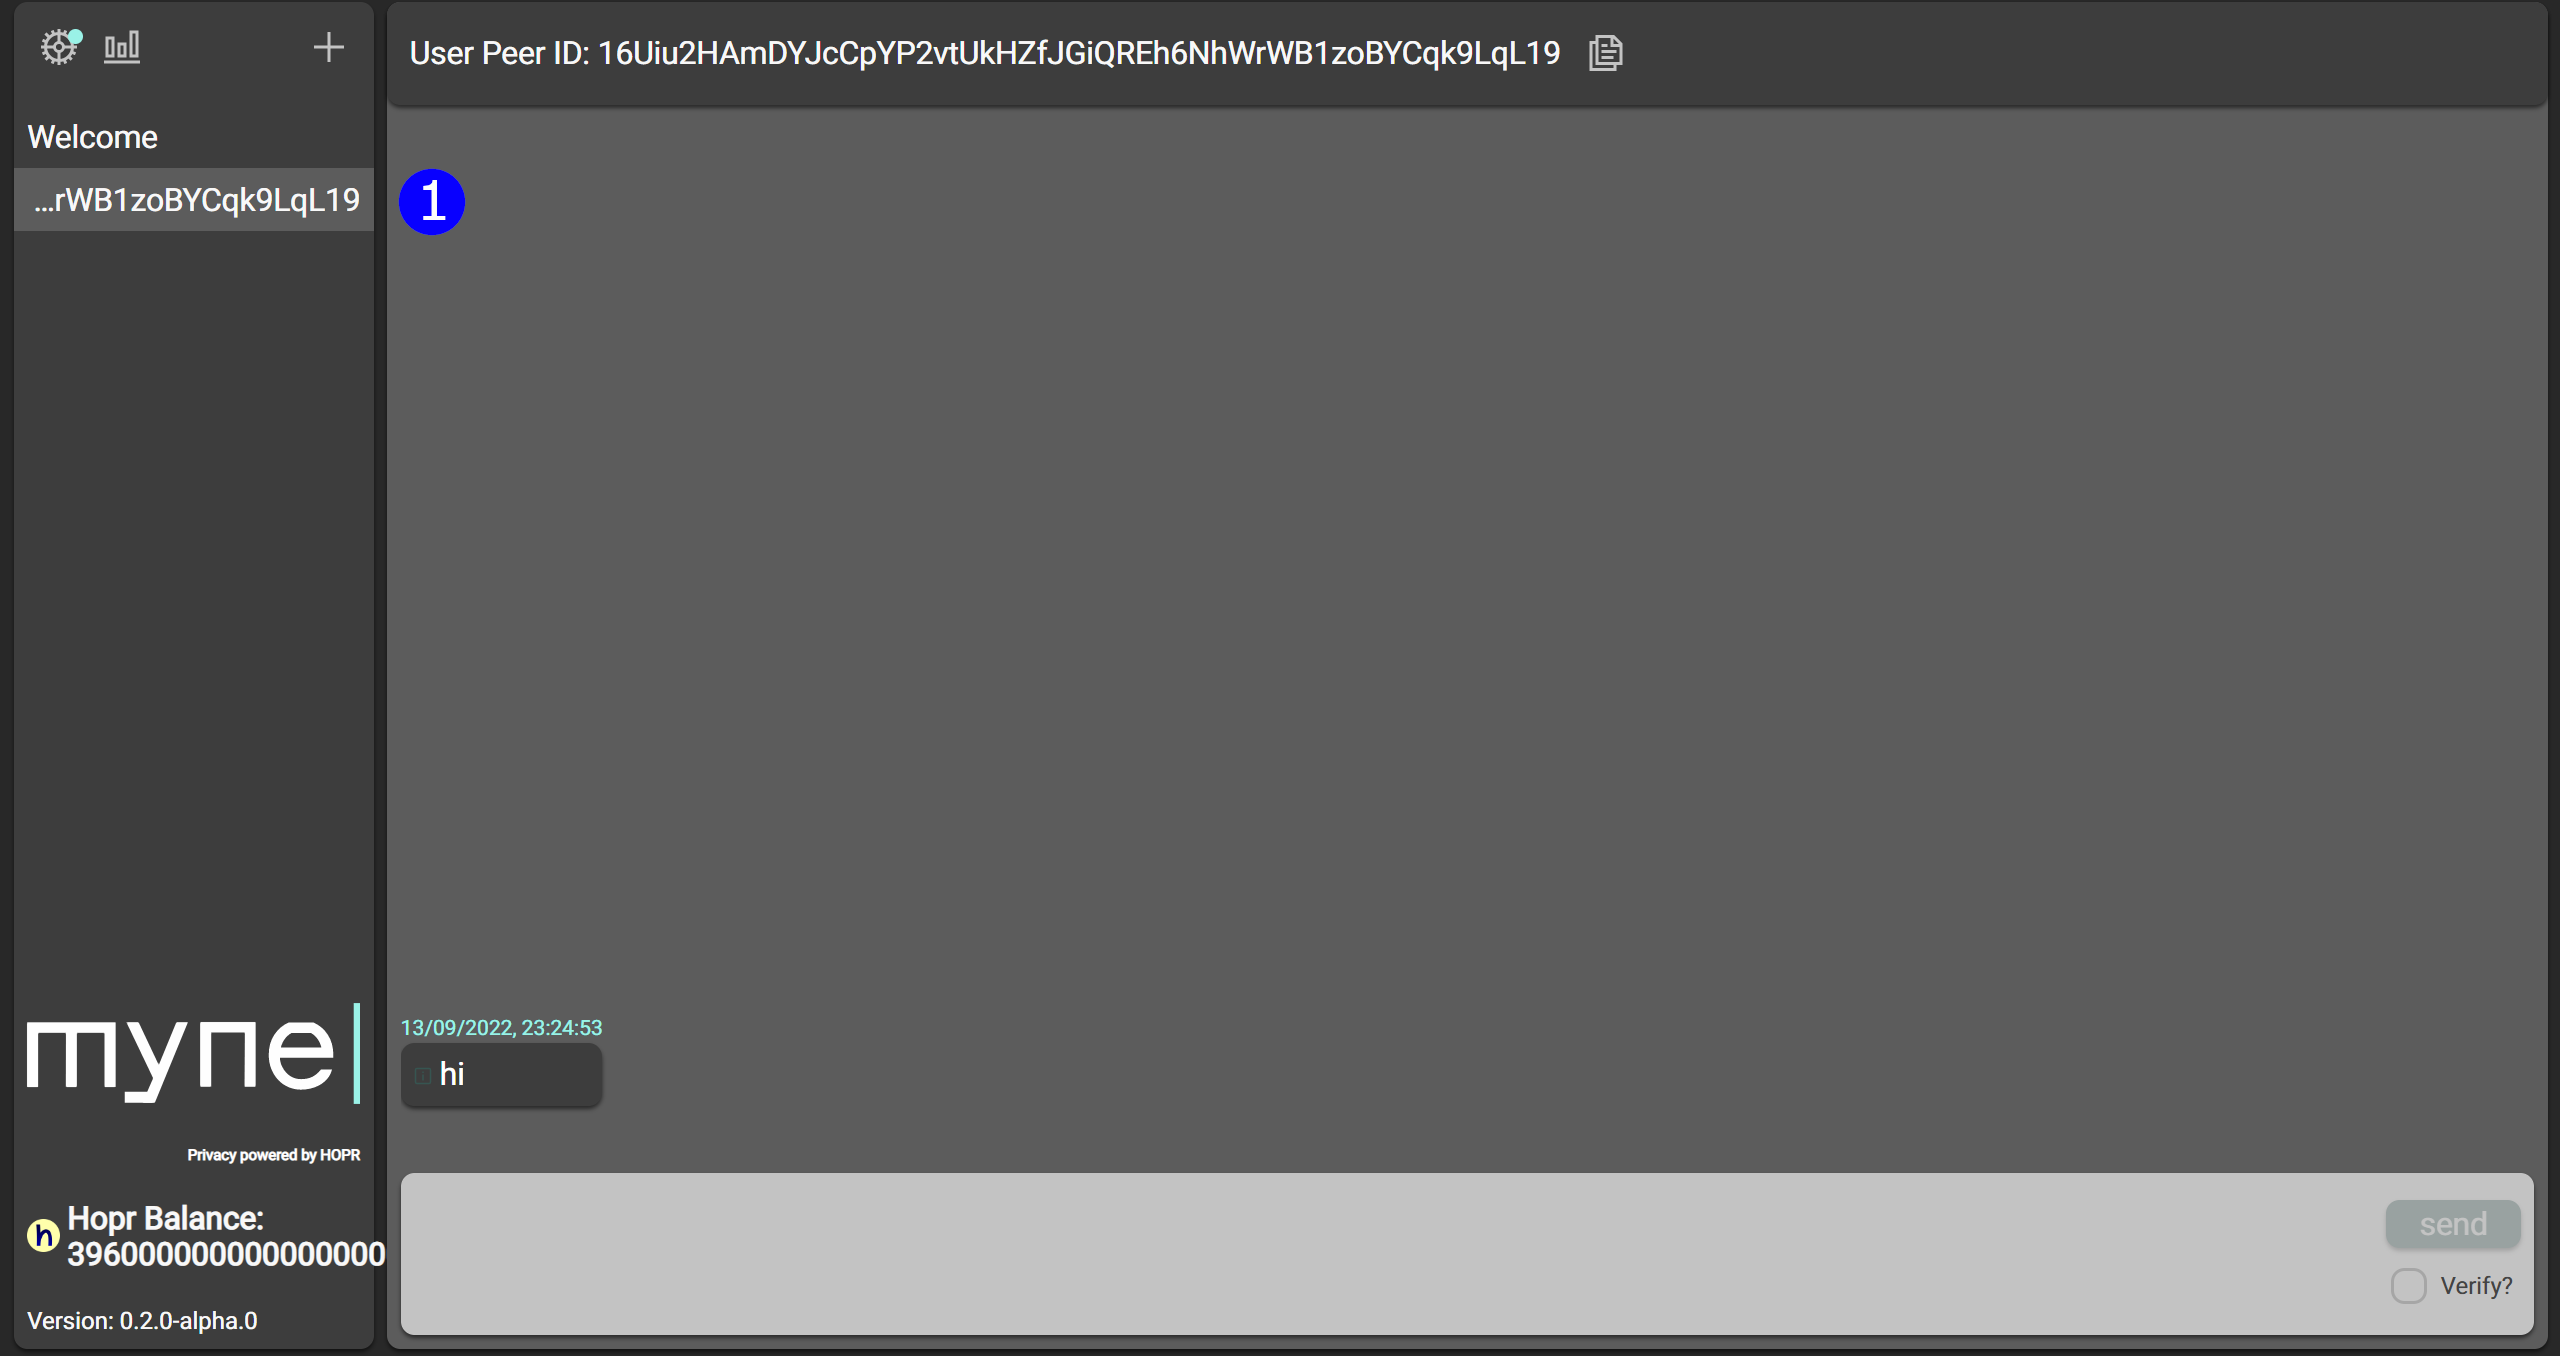 User Peer ID: 16Uiu2HAmDYJcCpYP2vtUkHZfJGiQREh6NhWrWB1zoBYCqk9LqL19
Welcome
...rWB1zoBYCqk9LqL19
1
13/09/2022, 23:24:53
hi
myne
Privacy powered by HOPR
h
Hopr Balance:
396000000000000000
Version: 0.2.0-alpha.0
send
Verify?